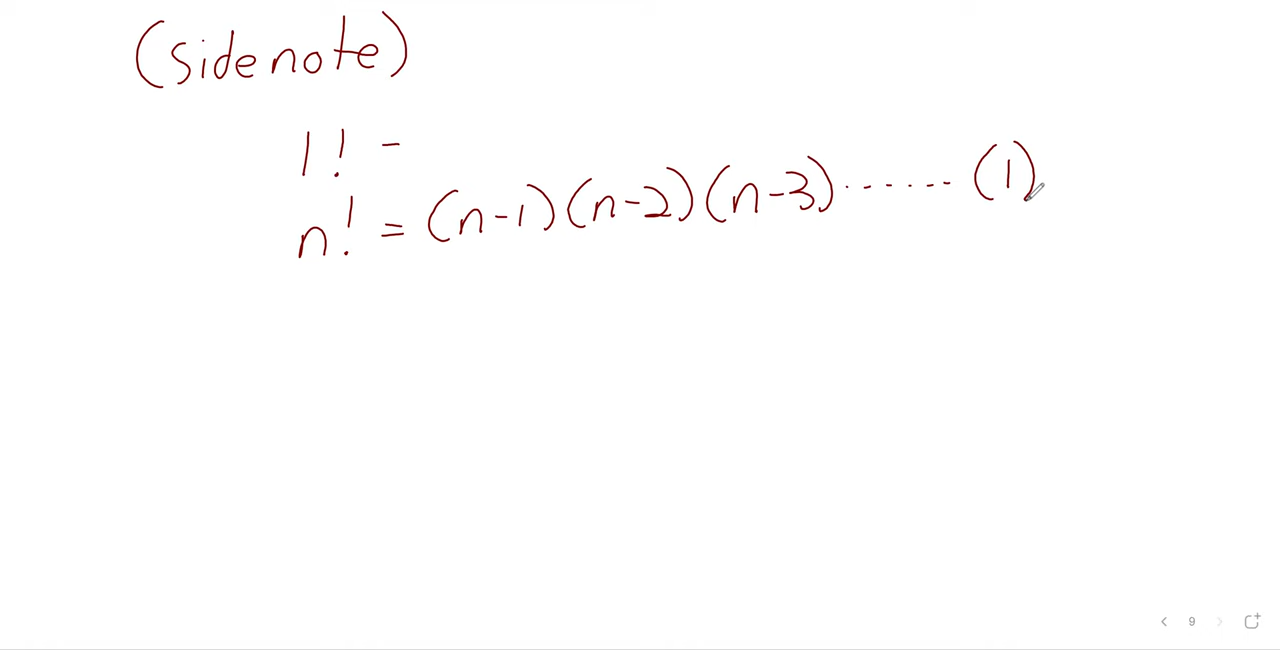 (sidenote)
1! -
n! = (n-1)(n-2)(n-3)......(1)
9